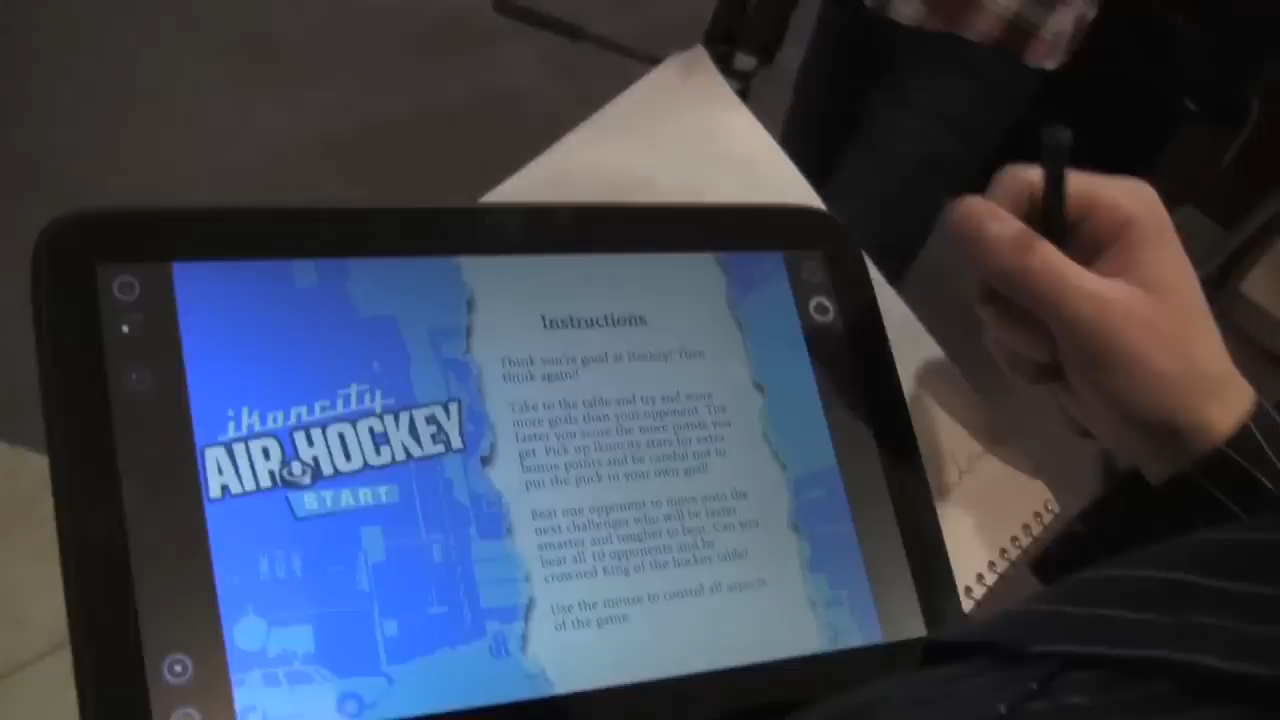 ikoncity
AIR HOCKEY
START
Instructions
Think you're good at Hockey? Then
think again!!
Take to the table and try and score
more goals than your opponent. The
faster you score the more points you
get. Pick up ikoncity stars for extra
bonus points and be careful not to
put the puck in your own goal!
Beat one opponent to move onto the
next challenger who will be faster
smarter and tougher to beat. Can you
beat all 10 opponents and be
crowned King of the hockey table?
Use the mouse to control all aspects
of the game